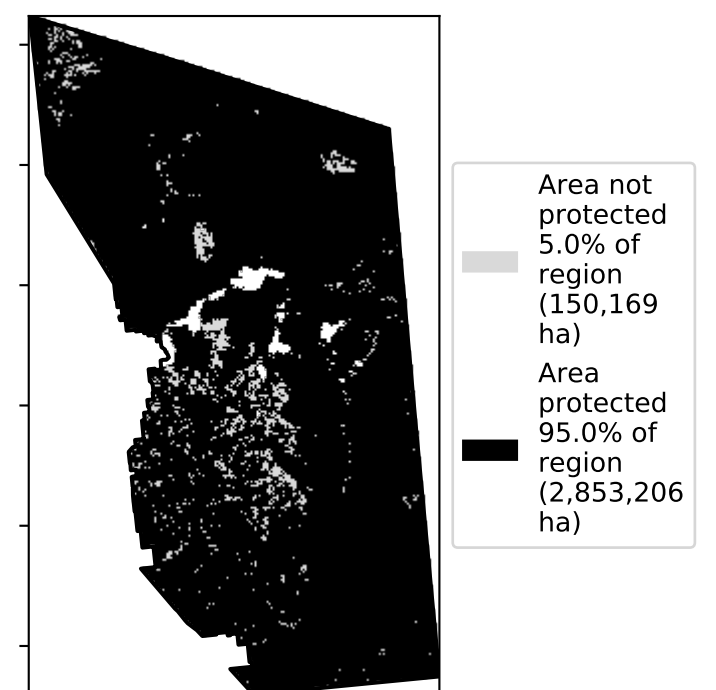 Area not
protected
5.0% of
region
(150,169
ha)
Area
protected
95.0% of
region
(2,853,206
ha)